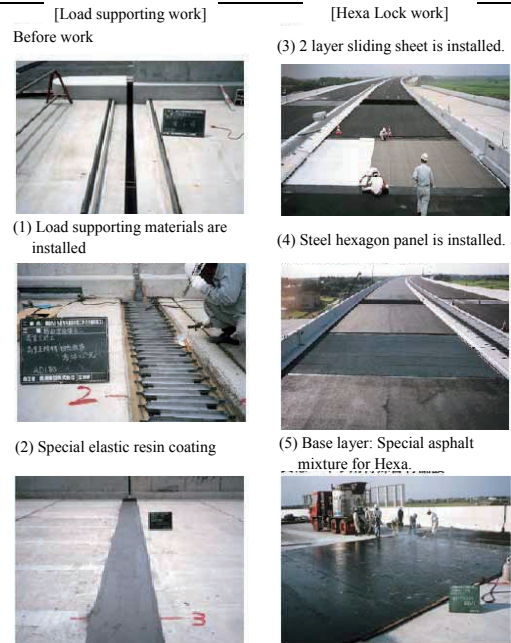 [Load supporting work]
Before work
(1) Load supporting materials are
installed
2
(2) Special elastic resin coating
3
[Hexa Lock work]
(3) 2 layer sliding sheet is installed.
(4) Steel hexagon panel is installed.
(5) Base layer: Special asphalt
mixture for Hexa.